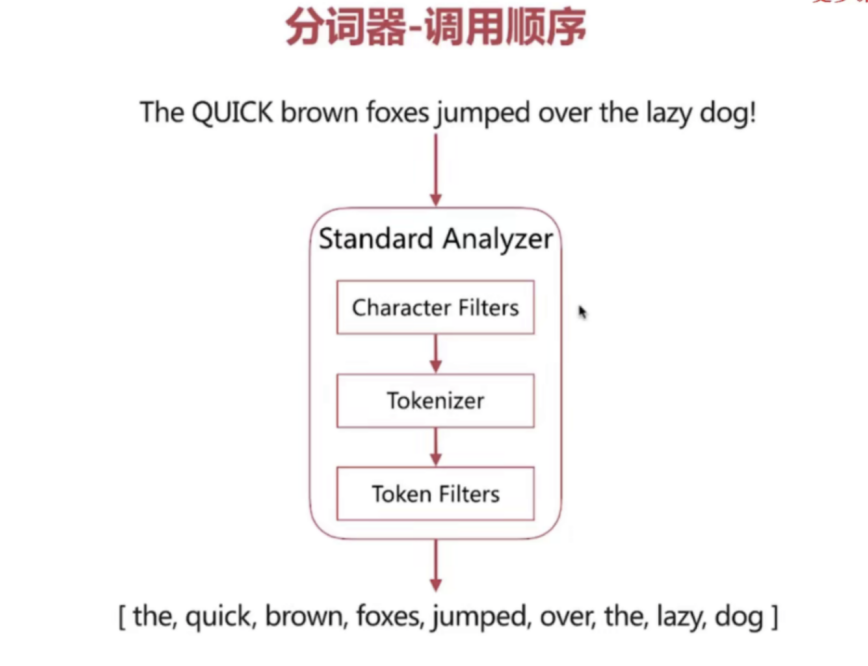 分词器-调用顺序
The QUICK brown foxes jumped over the lazy dog!
Standard Analyzer
Character Filters
Tokenizer
Token Filters
[ the, quick, brown, foxes, jumped, over, the, lazy, dog ]